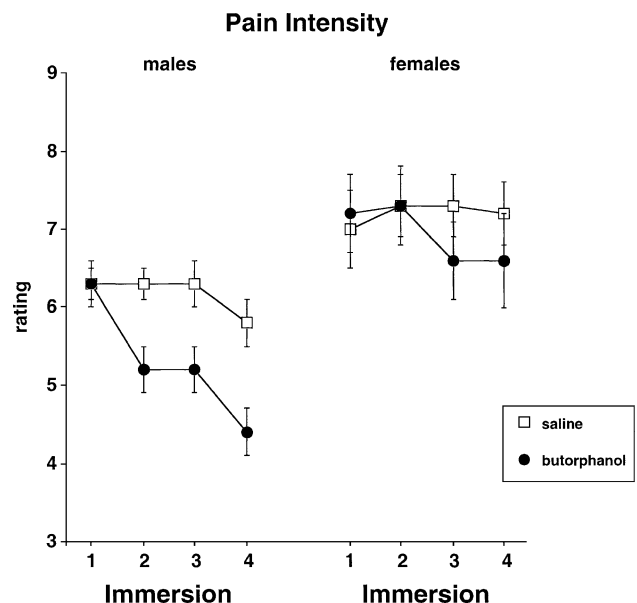 Pain Intensity
males
females
9
8
7
6
5
4
3
rating
saline
butorphanol
1 2 3 4
1 2 3 4
Immersion
Immersion